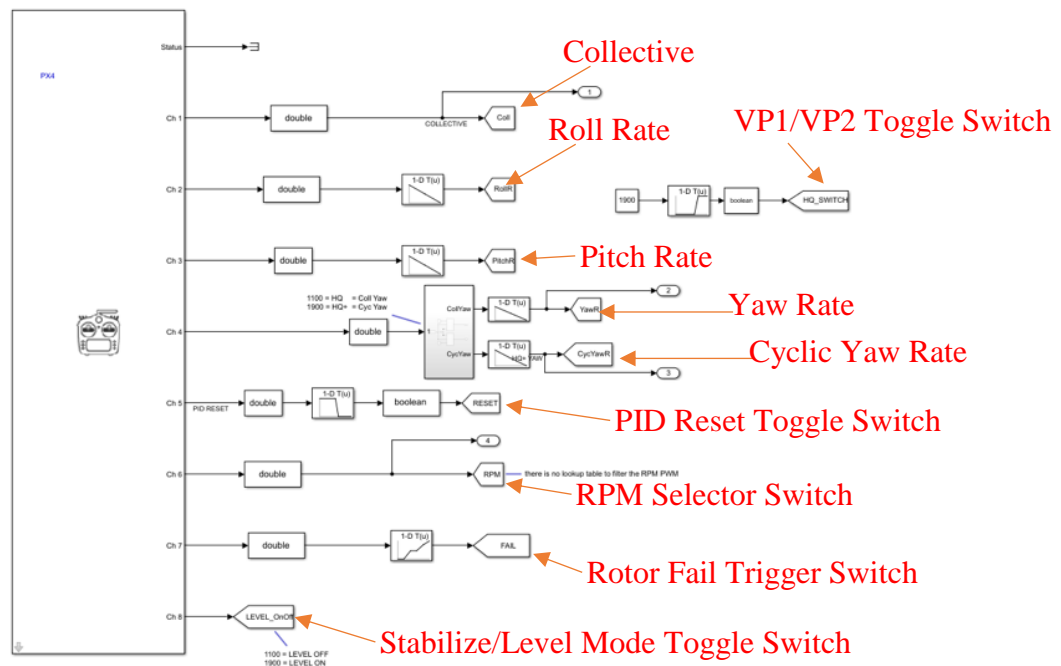 Status
PX4
Collective
1
Ch 1
double
COLLECTIVE
Coll
Roll Rate
VP1/VP2 Toggle Switch
Ch 2
double
1-D T(u)
RollR
1900
1-D T(u)
boolean
HQ_SWITCH
Ch 3
double
1-D T(u)
PitchR
Pitch Rate
1100 = HQ = Coll Yaw
1900 = HQ+ = Cyc Yaw
2
CollYaw
1-D T(u)
YawR
Yaw Rate
Ch 4
double
1
CycYaw
1-D T(u)
HQ+ YAW
CycYawR
Cyclic Yaw Rate
3
Ch 5
PID RESET
double
1-D T(u)
boolean
RESET
PID Reset Toggle Switch
4
Ch 6
double
RPM
there is no lookup table to filter the RPM PWM
RPM Selector Switch
Ch 7
double
1-D T(u)
FAIL
Rotor Fail Trigger Switch
Ch 8
LEVEL_OnOff
Stabilize/Level Mode Toggle Switch
1100 = LEVEL OFF
1900 = LEVEL ON